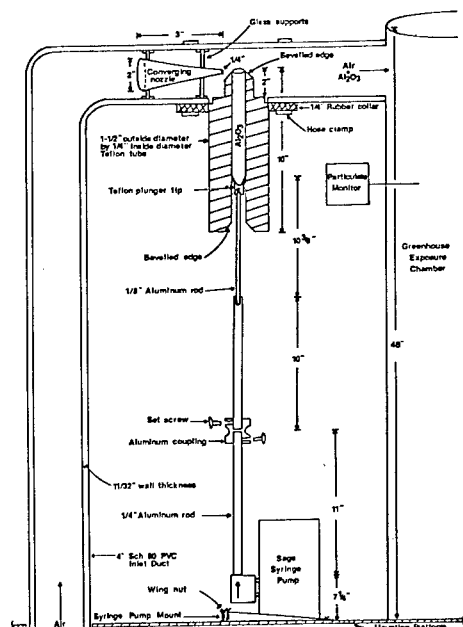 3"
Glass supports
1/4"
Bevelled edge
2"
Converging
nozzle
2"
Air
Al2O3
1/4" Rubber collar
Hose clamp
1-1/2" outside diameter
by 1/4" inside diameter
Teflon tube
Al2O3
10"
Particulate
Monitor
Teflon plunger tip
Bevelled edge
10 3/8"
Greenhouse
Exposure
Chamber
1/8" Aluminum rod
10"
48"
Set screw
Aluminum coupling
11/32" wall thickness
1/4" Aluminum rod
11"
4" Sch 80 PVC
Inlet Duct
Sage
Syringe
Pump
Wing nut
Syringe Pump Mount
Air